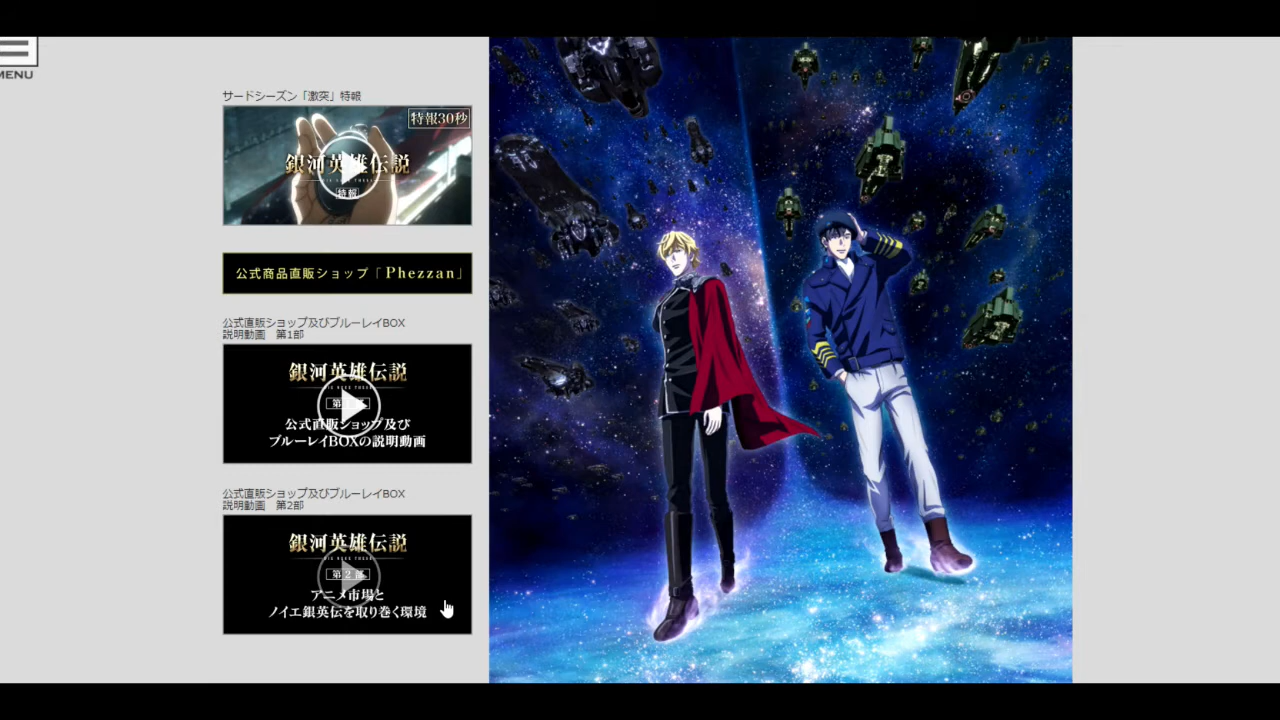 MENU
サードシーズン「激突」特報
特報30秒
銀河英雄伝説
特報
公式商品直販ショップ「Phezzan」
公式直販ショップ及びブルーレイBOX
説明動画 第1部
銀河英雄伝説
公式直販ショップ及び
ブルーレイBOXの説明動画
公式直販ショップ及びブルーレイBOX
説明動画 第2部
銀河英雄伝説
第2部
アニメ市場と
ノイエ銀英伝を取り巻く環境